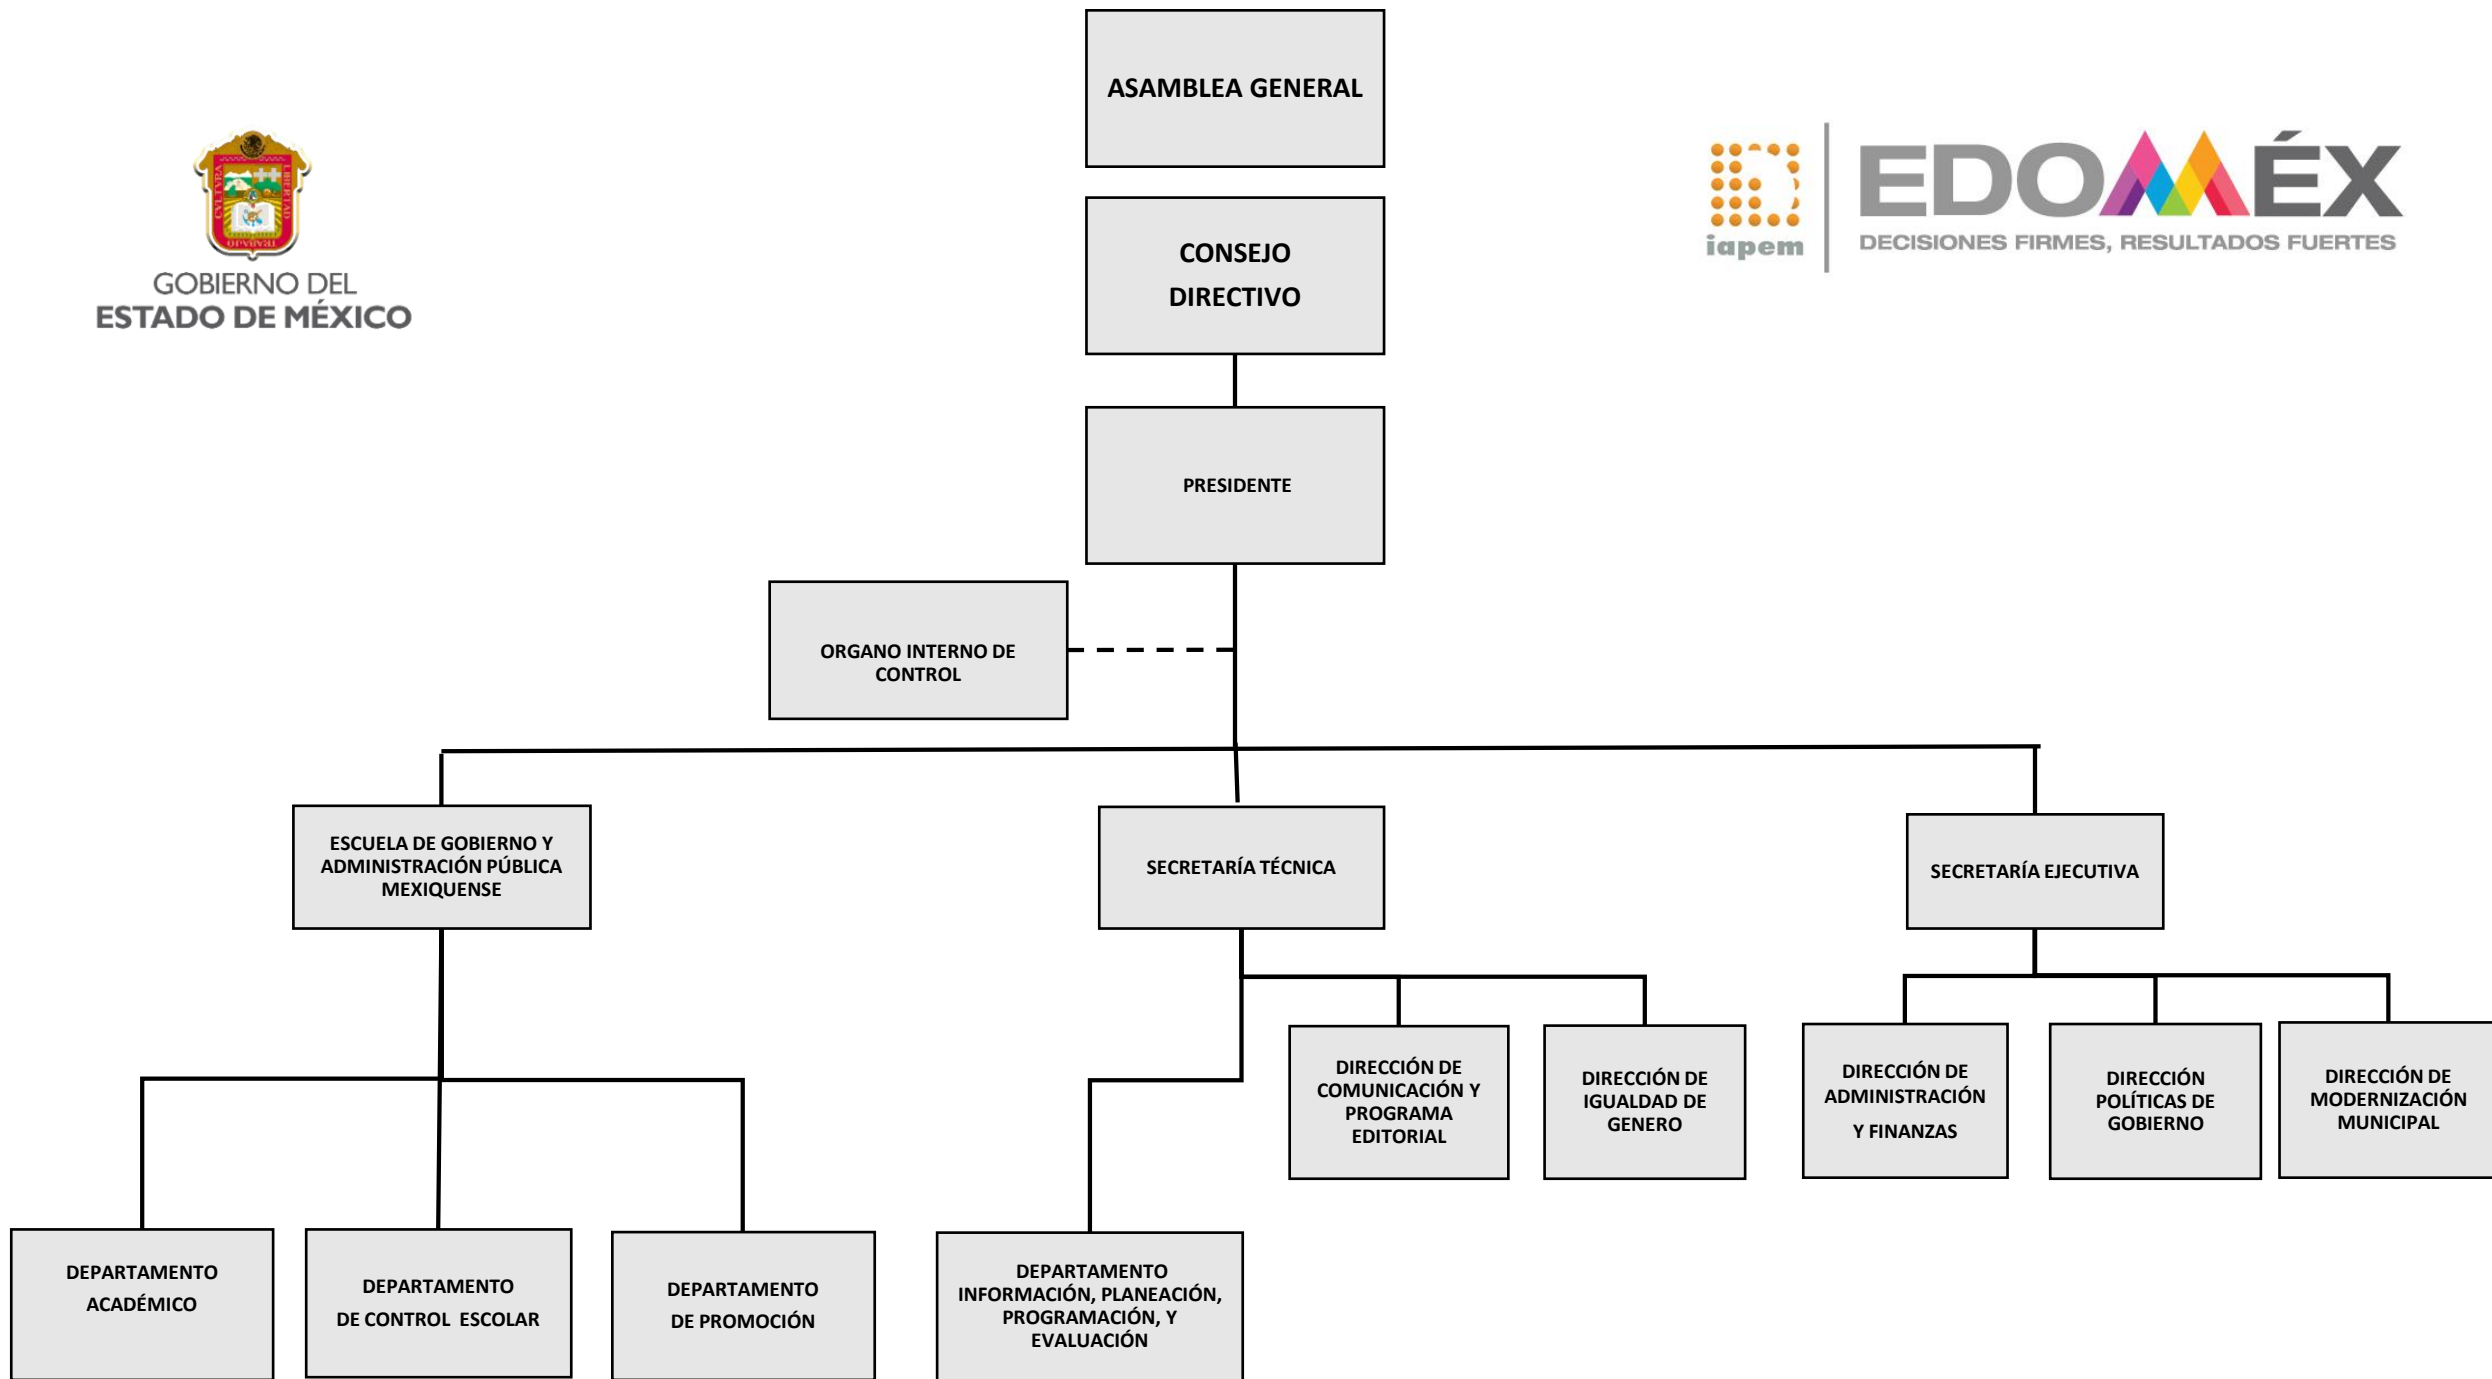 ASAMBLEA GENERAL
CULTURA
LIBERTAD
TRABAJO
GOBIERNO DEL
ESTADO DE MÉXICO
iapem
EDOMÉX
DECISIONES FIRMES, RESULTADOS FUERTES
CONSEJO
DIRECTIVO
PRESIDENTE
ORGANO INTERNO DE
CONTROL
ESCUELA DE GOBIERNO Y
ADMINISTRACIÓN PÚBLICA
MEXIQUENSE
SECRETARÍA TÉCNICA
SECRETARÍA EJECUTIVA
DIRECCIÓN DE
COMUNICACIÓN Y
PROGRAMA
EDITORIAL
DIRECCIÓN DE
IGUALDAD DE
GENERO
DIRECCIÓN DE
ADMINISTRACIÓN
Y FINANZAS
DIRECCIÓN
POLÍTICAS DE
GOBIERNO
DIRECCIÓN DE
MODERNIZACIÓN
MUNICIPAL
DEPARTAMENTO
ACADÉMICO
DEPARTAMENTO
DE CONTROL ESCOLAR
DEPARTAMENTO
DE PROMOCIÓN
DEPARTAMENTO
INFORMACIÓN, PLANEACIÓN,
PROGRAMACIÓN, Y
EVALUACIÓN